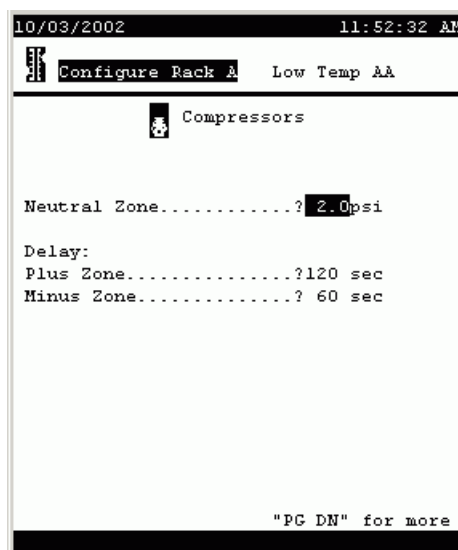 10/03/2002 11:52:32 AM
Configure Rack A Low Temp AA
Compressors
Neutral Zone............? 2.0psi
Delay:
Plus Zone...............?120 sec
Minus Zone..............? 60 sec
"PG DN" for more